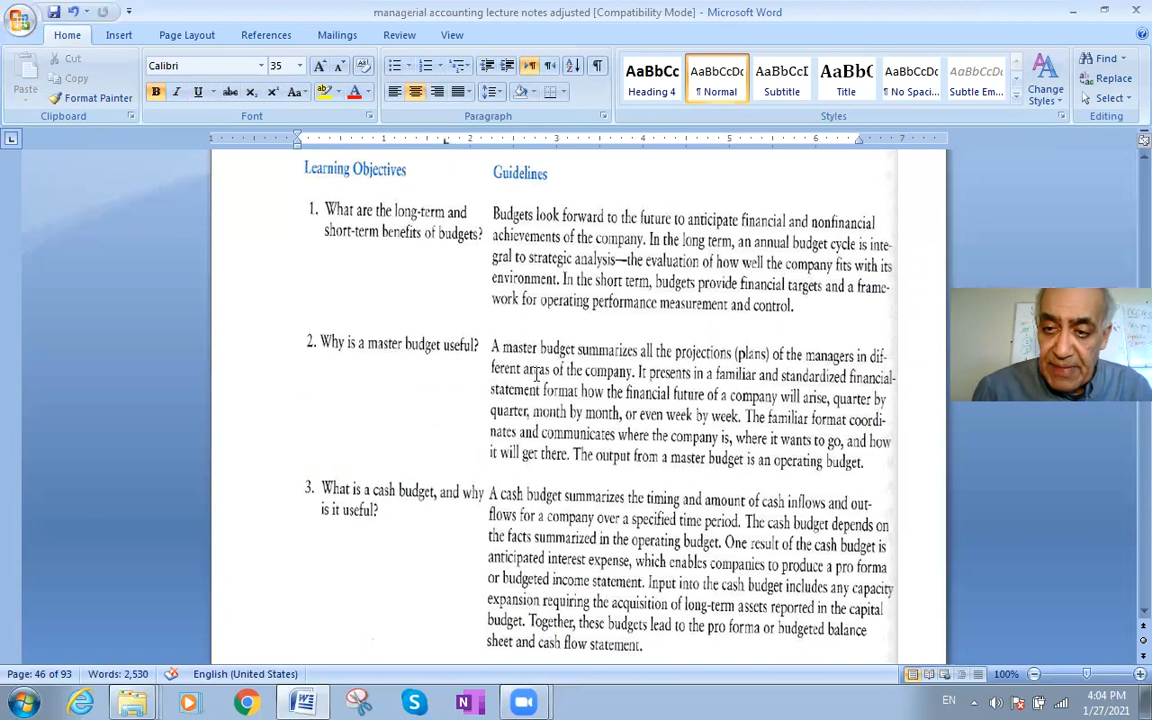 managerial accounting lecture notes adjusted [Compatibility Mode] - Microsoft Word
Home Insert Page Layout References Mailings Review View
Cut
Copy
Format Painter
Paste
Clipboard
Calibri 35
Font
Paragraph
AaBbCc AaBbCcDc AaBbCcI AaBb( AaBbCcDc AaBbCcDc
Heading 4 ¶ Normal Subtitle Title ¶ No Spaci... Subtle Em...
Styles
Change
Styles
Find
Replace
Select
Editing
1 1 2 3 4 5 6 7
Learning Objectives
Guidelines
1. What are the long-term and
short-term benefits of budgets?
Budgets look forward to the future to anticipate financial and nonfinancial
achievements of the company. In the long term, an annual budget cycle is inte-
gral to strategic analysis—the evaluation of how well the company fits with its
environment. In the short term, budgets provide financial targets and a frame-
work for operating performance measurement and control.
2. Why is a master budget useful?
A master budget summarizes all the projections (plans) of the managers in dif-
ferent areas of the company. It presents in a familiar and standardized financial-
statement format how the financial future of a company will arise, quarter by
quarter, month by month, or even week by week. The familiar format coordi-
nates and communicates where the company is, where it wants to go, and how
it will get there. The output from a master budget is an operating budget.
3. What is a cash budget, and why
is it useful?
A cash budget summarizes the timing and amount of cash inflows and out-
flows for a company over a specified time period. The cash budget depends on
the facts summarized in the operating budget. One result of the cash budget is
anticipated interest expense, which enables companies to produce a pro forma
or budgeted income statement. Input into the cash budget includes any capacity
expansion requiring the acquisition of long-term assets reported in the capital
budget. Together, these budgets lead to the pro forma or budgeted balance
sheet and cash flow statement.
Page: 46 of 93 Words: 2,530 English (United States) 100%
EN
4:04 PM
1/27/2021